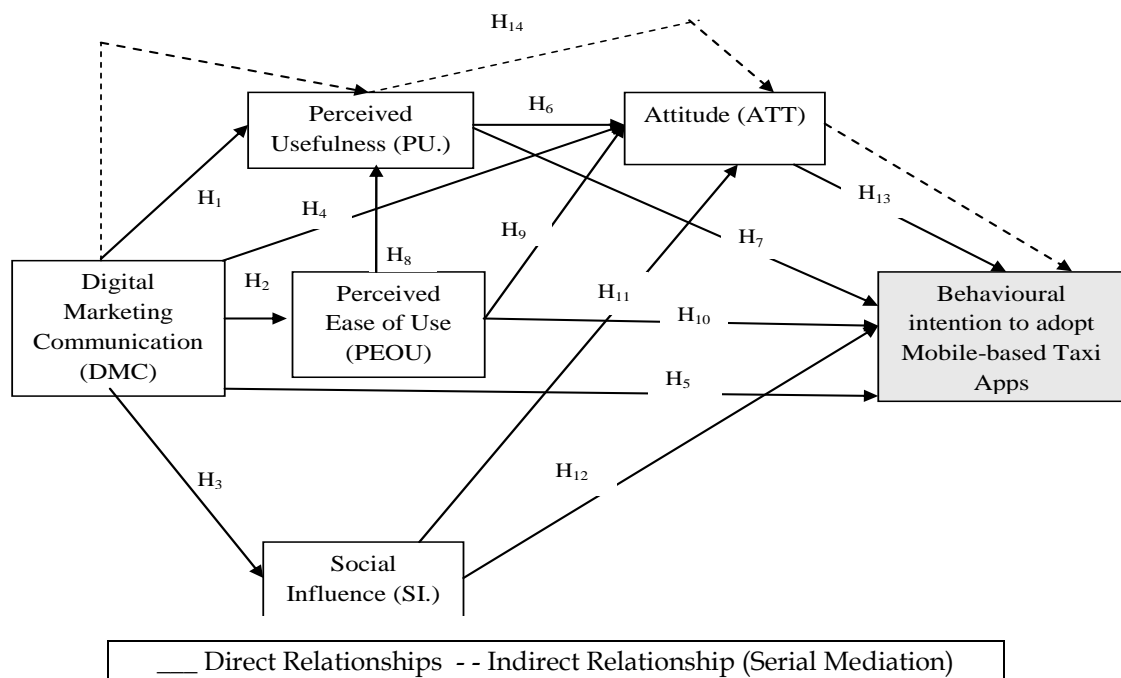 H14
Perceived
Usefulness (PU.)
H6
Attitude (ATT)
H1
H4
H13
H9
H7
H8
H2
Digital
Marketing
Communication
(DMC)
Perceived
Ease of Use
(PEOU)
H11
H10
Behavioural
intention to adopt
Mobile-based Taxi
Apps
H5
H3
H12
Social
Influence (SI.)
___ Direct Relationships - - Indirect Relationship (Serial Mediation)